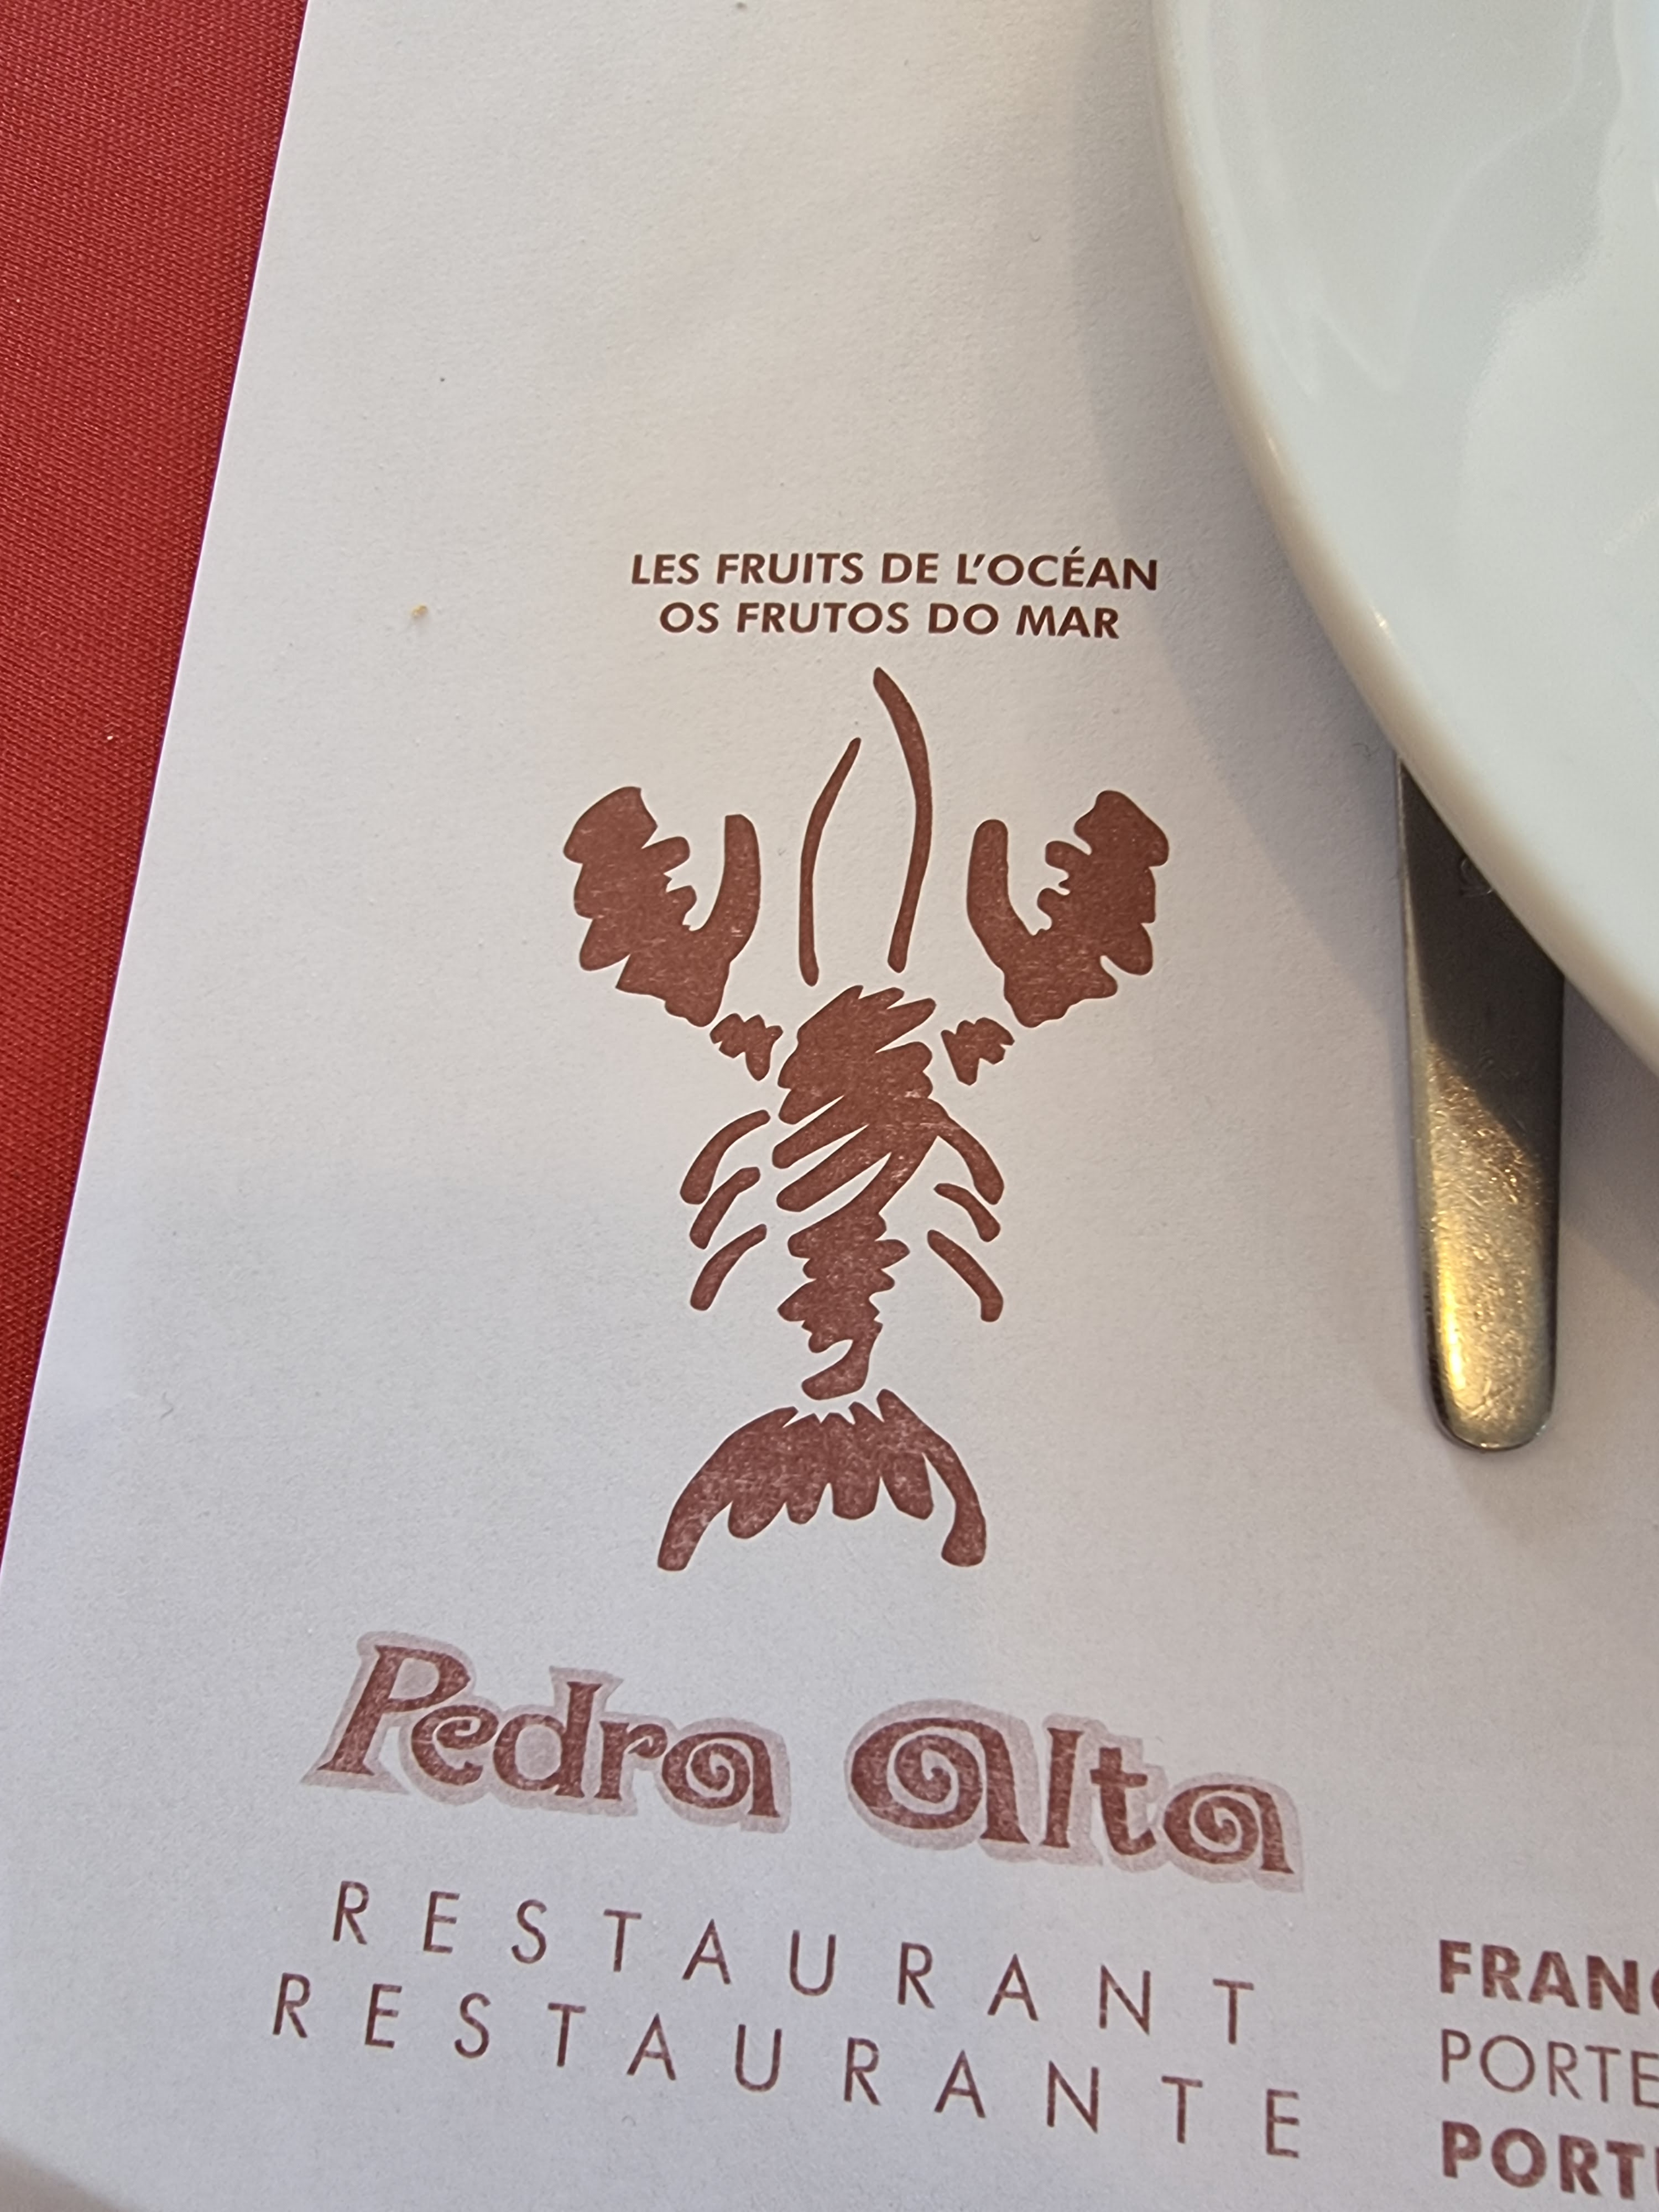 LES FRUITS DE L'OCÉAN
OS FRUTOS DO MAR
Pedra Alta
RESTAURANT
RESTAURANTE